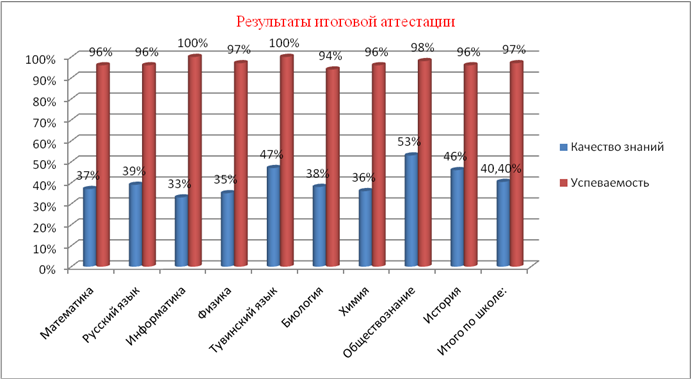 Результаты итоговой аттестации
100%
90%
80%
70%
60%
50%
40%
30%
20%
10%
0%
96% 96% 100% 97% 100% 94% 96% 98% 96% 97%
37% 39% 33% 35% 47% 38% 36% 53% 46% 40,40%
Математика
Русский язык
Информатика
Физика
Тувинский язык
Биология
Химия
Обществознание
История
Итого по школе:
Качество знаний
Успеваемость